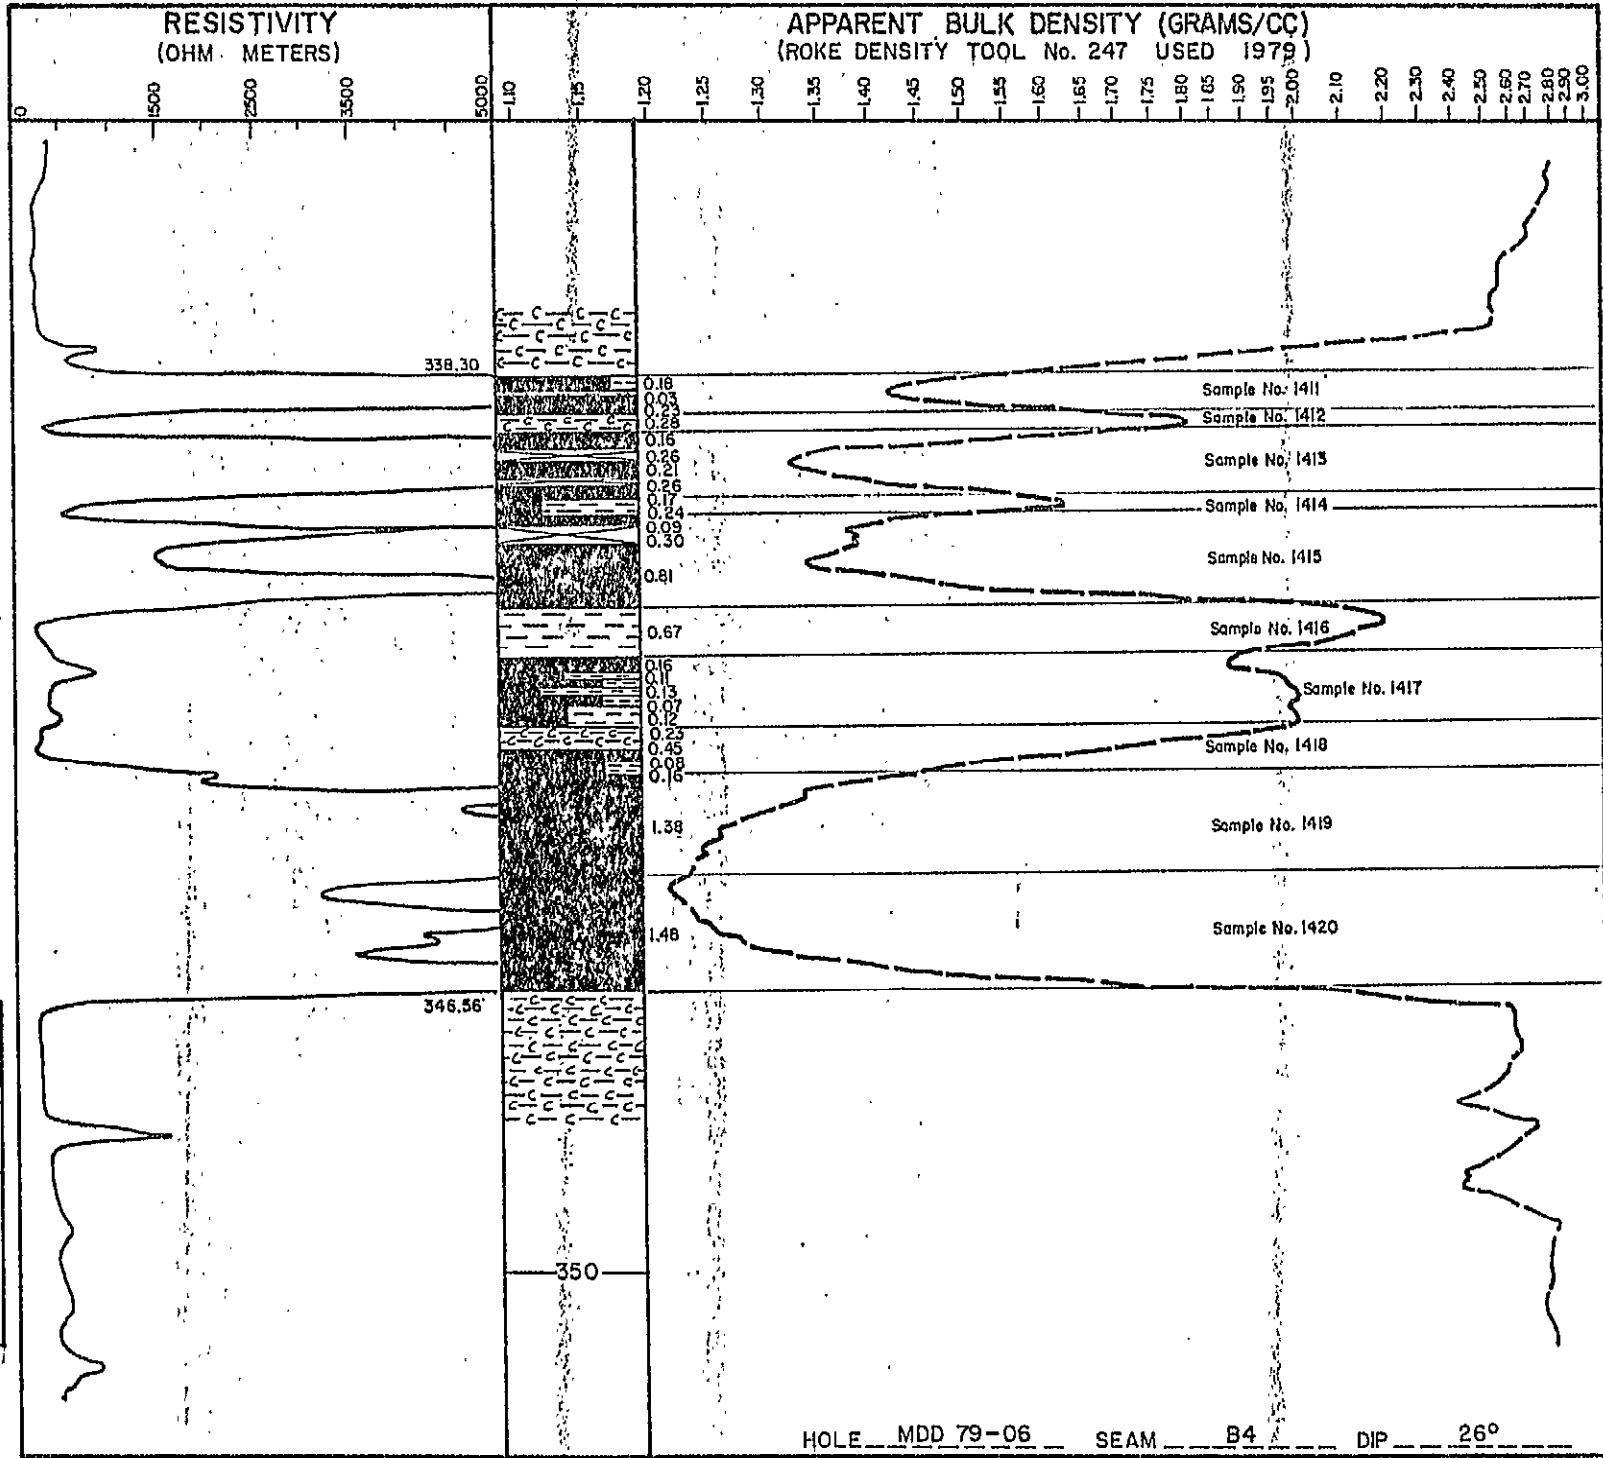 RESISTIVITY
(OHM METERS)
APPARENT BULK DENSITY (GRAMS/CC)
(ROKE DENSITY TOOL No. 247 USED 1979)
0 1500 2500 3500 5000
1.10 1.15 1.20 1.25 1.30 1.35 1.40 1.45 1.50 1.55 1.60 1.65 1.70 1.75 1.80 1.85 1.90 1.95 2.00 2.10 2.20 2.30 2.40 2.50 2.60 2.70 2.80 2.90 3.00
338.30
0.18
Sample No. 1411
0.03
0.23
Sample No. 1412
0.28
0.16
0.26
Sample No. 1413
0.21
0.26
0.17
Sample No. 1414
0.24
0.09
0.30
Sample No. 1415
0.81
0.67
Sample No. 1416
0.16
0.11
0.13
Sample No. 1417
0.07
0.12
0.23
0.45
Sample No. 1418
0.08
0.16
1.38
Sample No. 1419
1.48
Sample No. 1420
346.56
350
HOLE MDD 79-06 SEAM B4 DIP 26°